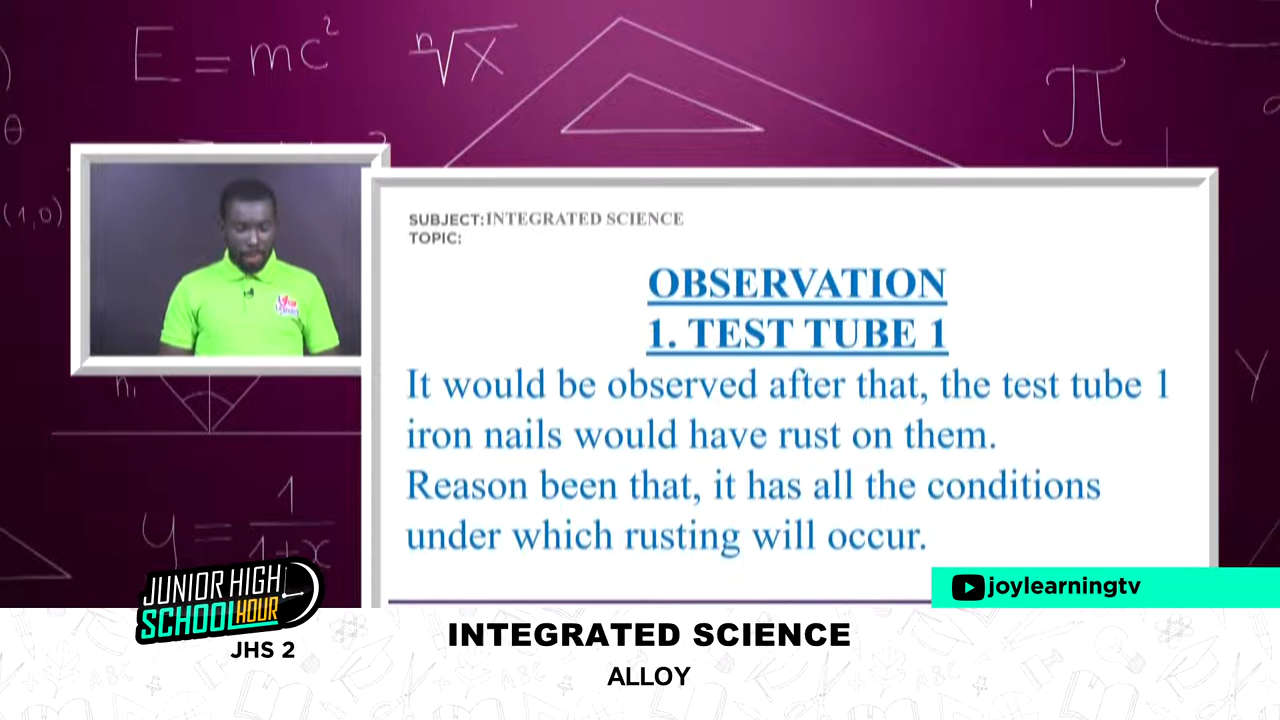 E = mc²
ⁿ√X
π
θ
(1,0)
SUBJECT:INTEGRATED SCIENCE
TOPIC:
OBSERVATION
1. TEST TUBE 1
It would be observed after that, the test tube 1
iron nails would have rust on them.
Reason been that, it has all the conditions
under which rusting will occur.
n₁
Y
y = 1/1+x
joylearningtv
JUNIOR HIGH
SCHOOL HOUR
JHS 2
INTEGRATED SCIENCE
ALLOY